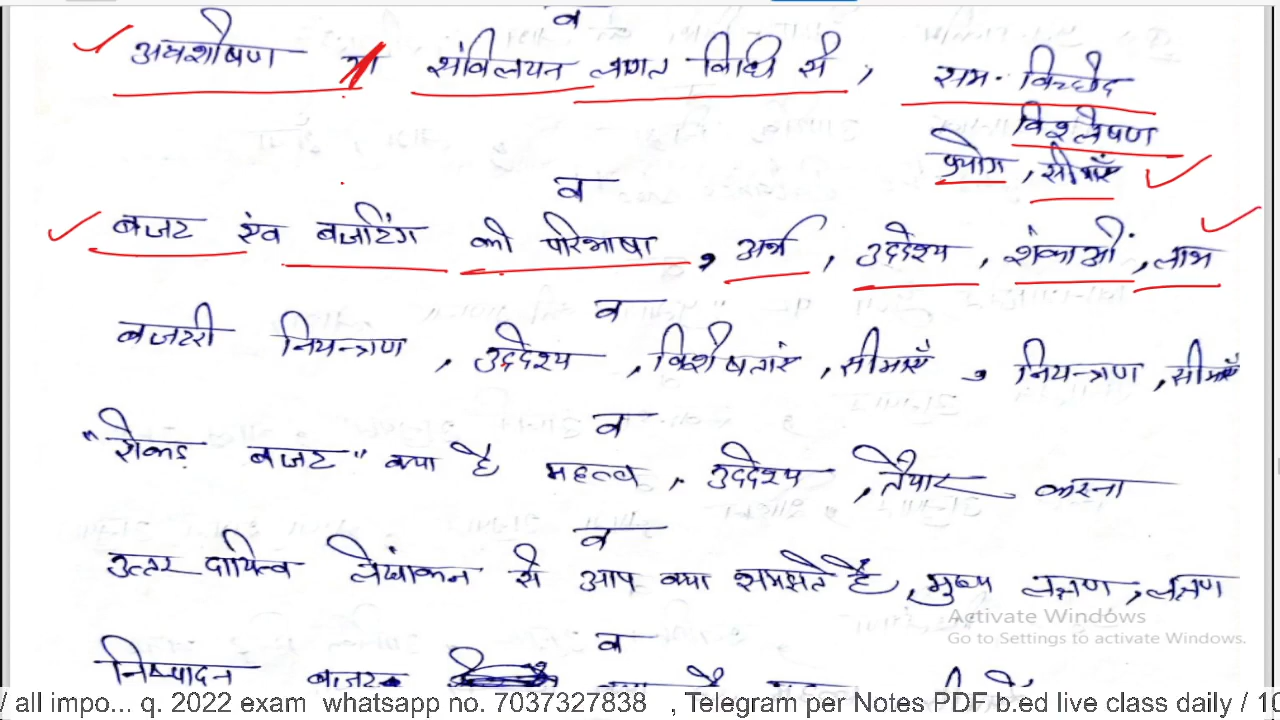 व
अवशोषण संविलयन लागत विधि से , सम-विच्छेद
विश्लेषण
प्रयोग , सीमाएँ
व
बजट एंव बजटिंग की परिभाषा , अर्थ , उद्देश्य , शंकाओं , लाभ
व
बजटरी नियन्त्रण , उद्देश्य , विशेषताएं , सीमाएँ , नियन्त्रण , सीमाएँ
व
"रोकड़ बजट" क्या है महत्व , उद्देश्य , तैयार करना
व
उत्तरदायित्व लेखांकन से आप क्या समझते हैं , मुख्य लक्षण , लक्षण
Activate Windows
Go to Settings to activate Windows.
व
निष्पादन बजट
/ all impo... q. 2022 exam whatsapp no. 7037327838 , Telegram per Notes PDF b.ed live class daily / 10